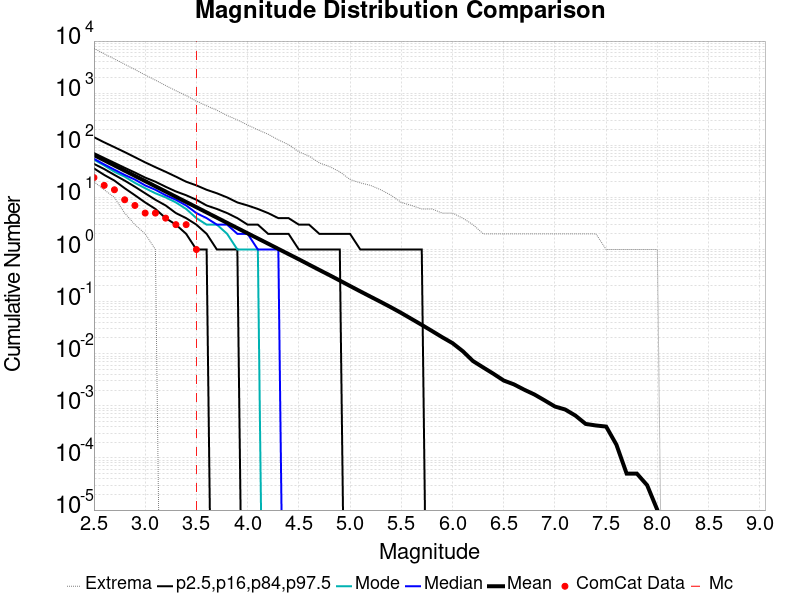 Magnitude Distribution Comparison
10^4
10^3
10^2
10^1
10^0
10^-1
10^-2
10^-3
10^-4
10^-5
Cumulative Number
2.5 3.0 3.5 4.0 4.5 5.0 5.5 6.0 6.5 7.0 7.5 8.0 8.5 9.0
Magnitude
Extrema p2.5,p16,p84,p97.5 Mode Median Mean ComCat Data Mc